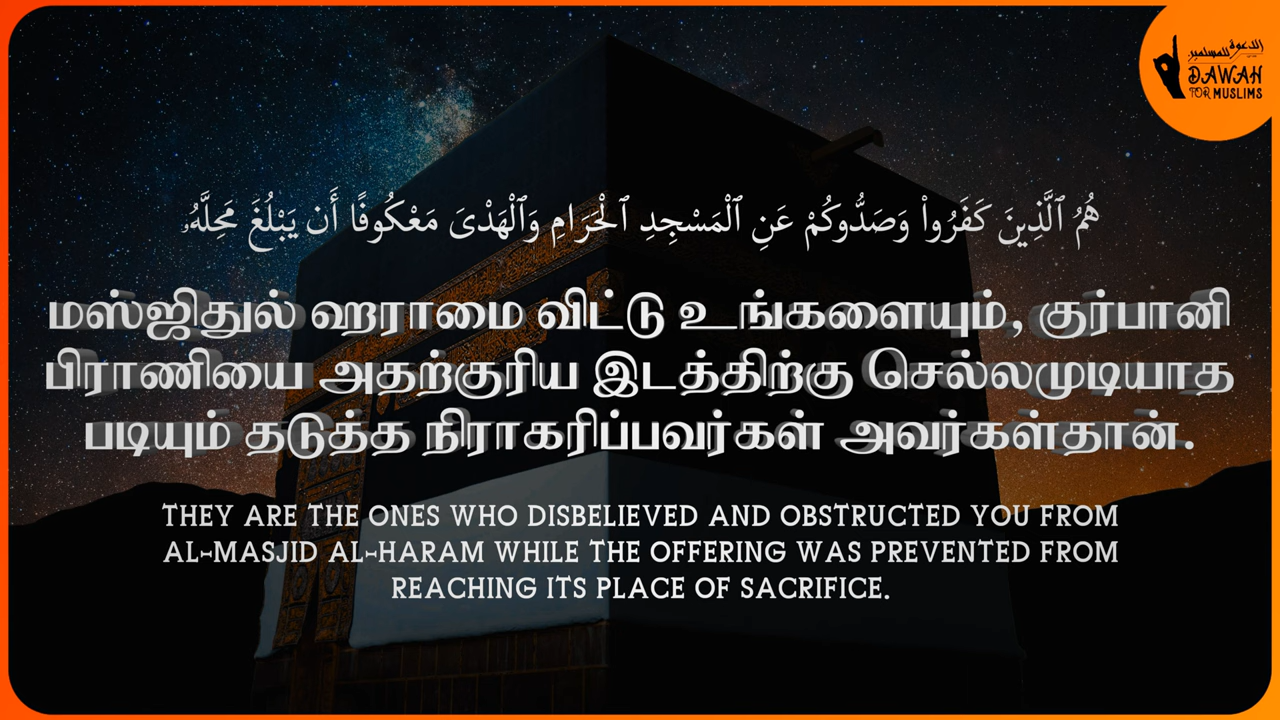 الدعوة للمسلمين
DAWAH
FOR MUSLIMS
هُمُ ٱلَّذِينَ كَفَرُوا۟ وَصَدُّوكُمْ عَنِ ٱلْمَسْجِدِ ٱلْحَرَامِ وَٱلْهَدْىَ مَعْكُوفًا أَن يَبْلُغَ مَحِلَّهُۥ
மஸ்ஜிதுல் ஹராமை விட்டு உங்களையும், குர்பானி
பிராணியை அதற்குரிய இடத்திற்கு செல்லமுடியாத
படியும் தடுத்த நிராகரிப்பவர்கள் அவர்கள்தான்.
THEY ARE THE ONES WHO DISBELIEVED AND OBSTRUCTED YOU FROM
AL-MASJID AL-HARAM WHILE THE OFFERING WAS PREVENTED FROM
REACHING ITS PLACE OF SACRIFICE.